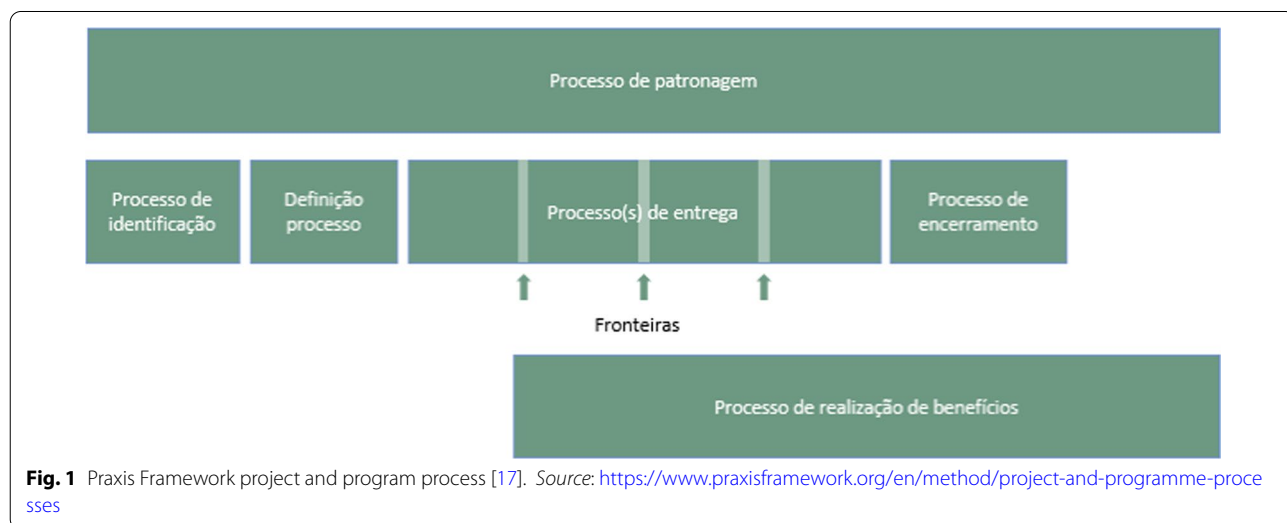 Processo de patronagem
Processo de
identificação
Definição
processo
Processo(s) de entrega
Processo de
encerramento
Fronteiras
Processo de realização de benefícios
Fig. 1 Praxis Framework project and program process [17]. Source: https://www.praxisframework.org/en/method/project-and-programme-proce
sses